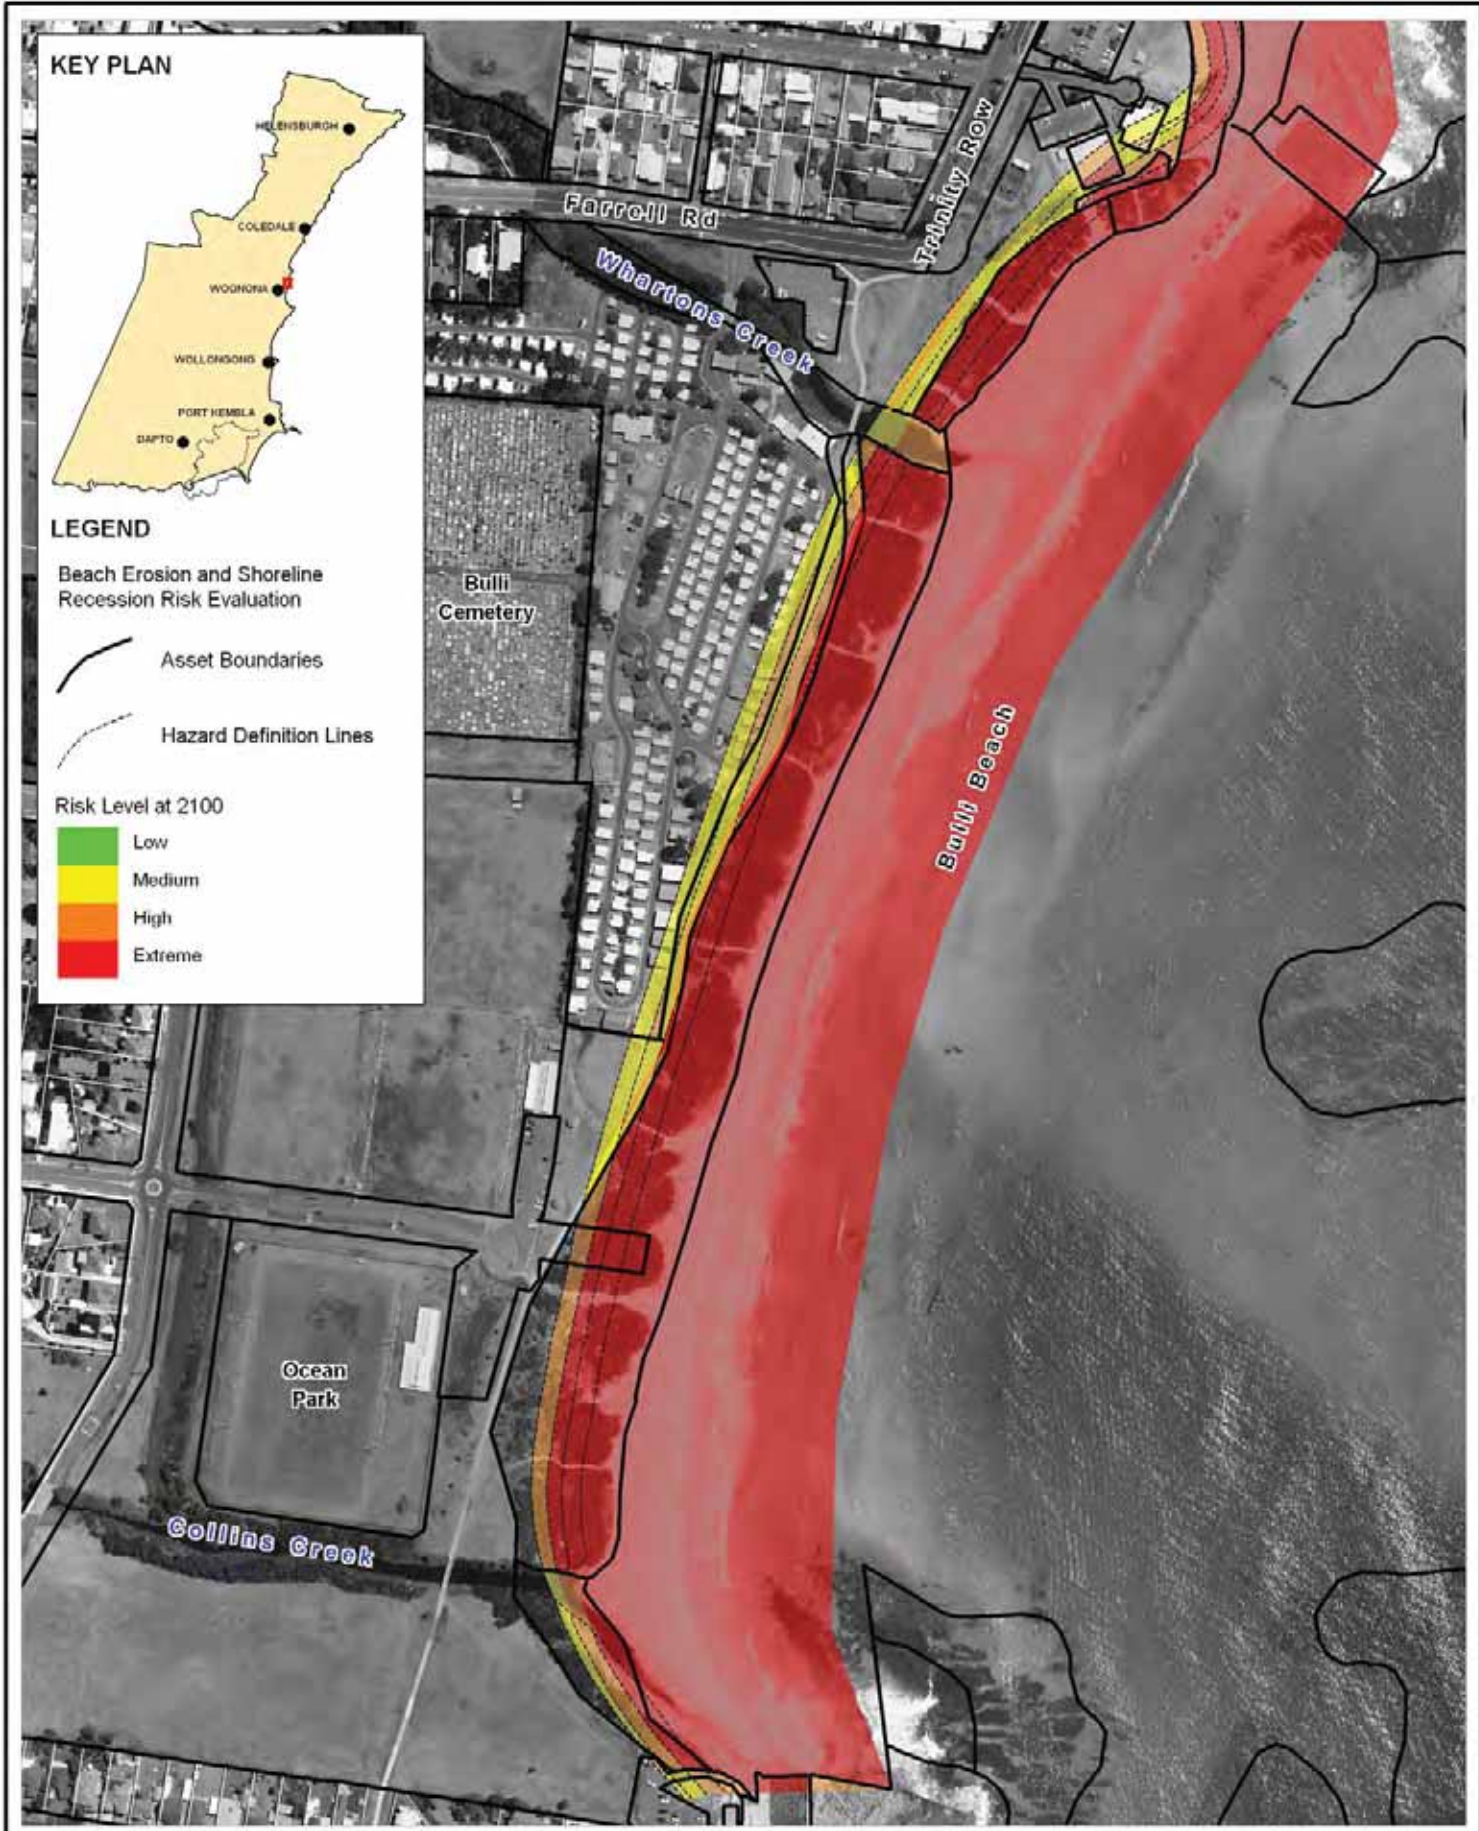 KEY PLAN
HELENSBURGH
COLEDALE
WOONONA
WOLLONGONG
PORT KEMBLA
DAPTO
LEGEND
Beach Erosion and Shoreline
Recession Risk Evaluation
Asset Boundaries
Hazard Definition Lines
Risk Level at 2100
Low
Medium
High
Extreme
Farrell Rd
Trinity Row
Whartons Creek
Bulli
Cemetery
Bulli Beach
Ocean
Park
Collins Creek